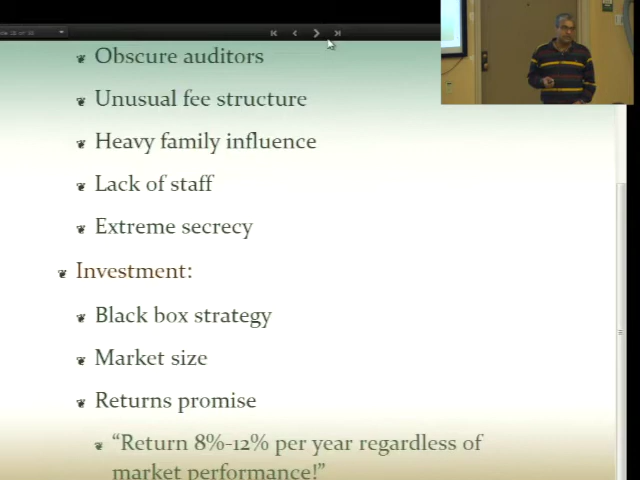 Obscure auditors
Unusual fee structure
Heavy family influence
Lack of staff
Extreme secrecy
Investment:
Black box strategy
Market size
Returns promise
“Return 8%-12% per year regardless of
market performance!”